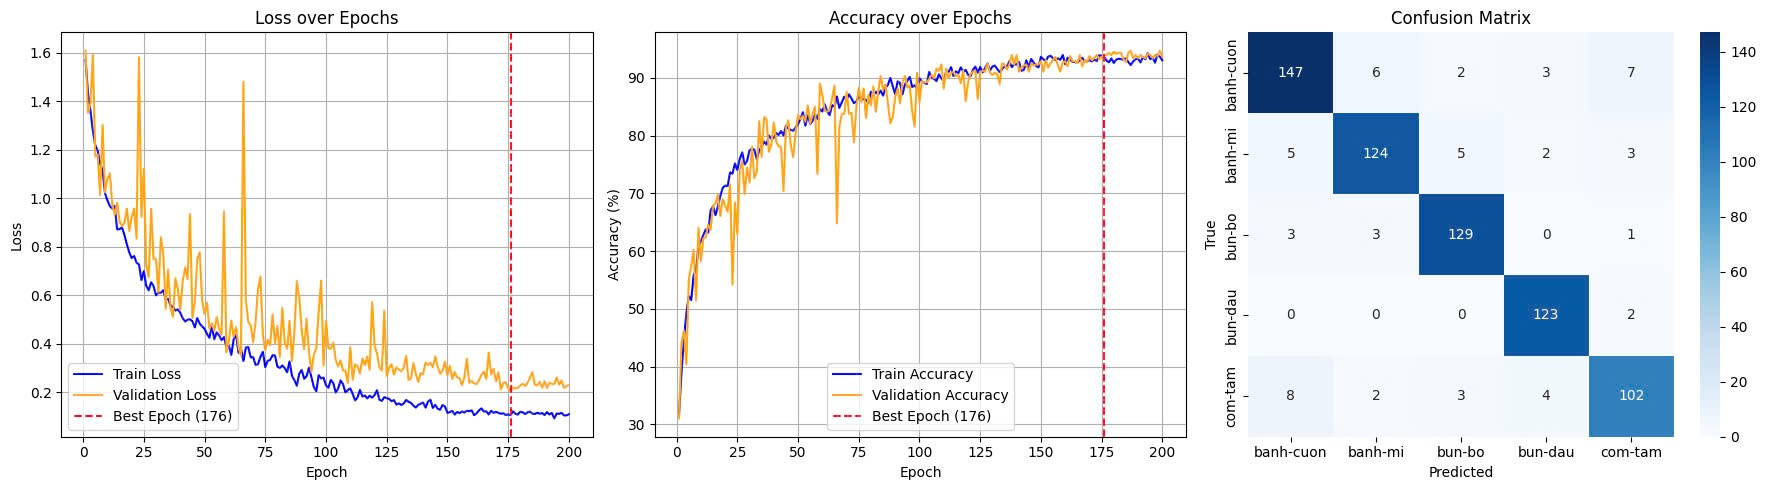 Loss over Epochs
1.6
1.4
1.2
1.0
0.8
0.6
0.4
0.2
Loss
Train Loss
Validation Loss
Best Epoch (176)
0 25 50 75 100 125 150 175 200
Epoch
Accuracy over Epochs
90
80
70
60
50
40
30
Accuracy (%)
Train Accuracy
Validation Accuracy
Best Epoch (176)
0 25 50 75 100 125 150 175 200
Epoch
Confusion Matrix
True
banh-cuon 147 6 2 3 7
banh-mi 5 124 5 2 3
bun-bo 3 3 129 0 1
bun-dau 0 0 0 123 2
com-tam 8 2 3 4 102
banh-cuon banh-mi bun-bo bun-dau com-tam
Predicted
140
120
100
80
60
40
20
0